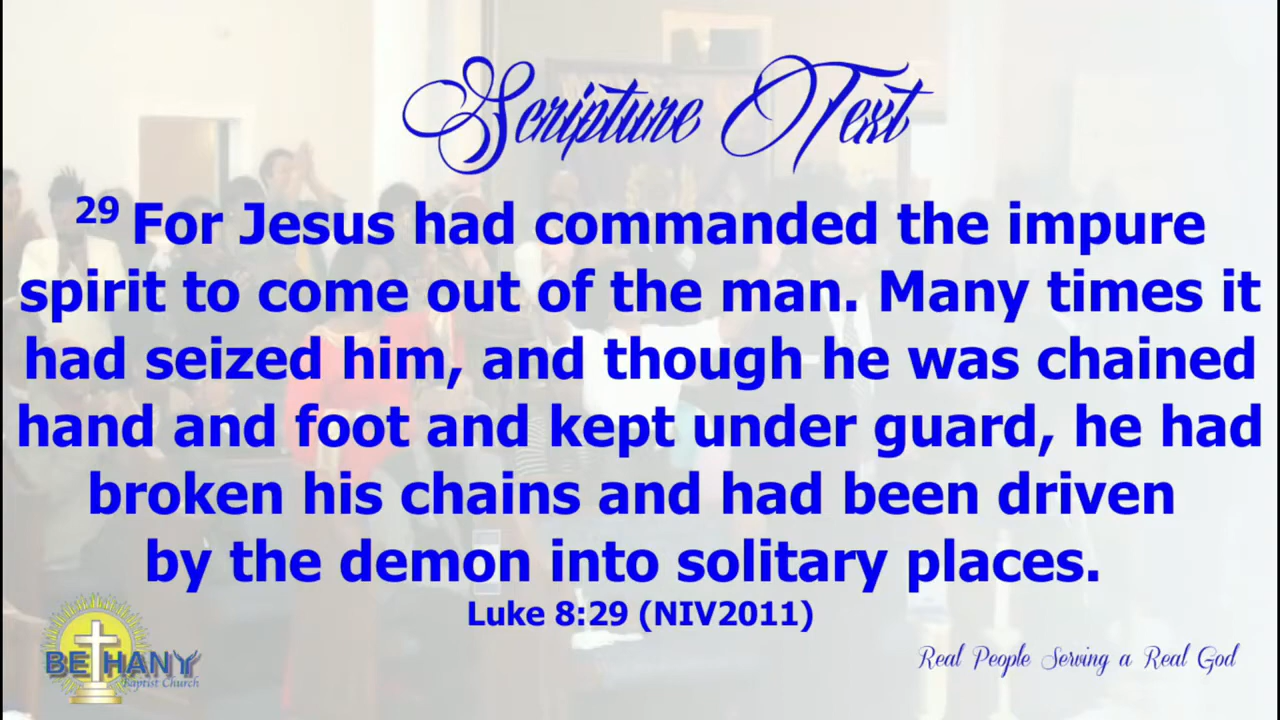 Scripture Text
29 For Jesus had commanded the impure
spirit to come out of the man. Many times it
had seized him, and though he was chained
hand and foot and kept under guard, he had
broken his chains and had been driven
by the demon into solitary places.
Luke 8:29 (NIV2011)
BETHANY
Baptist Church
Real People Serving a Real God